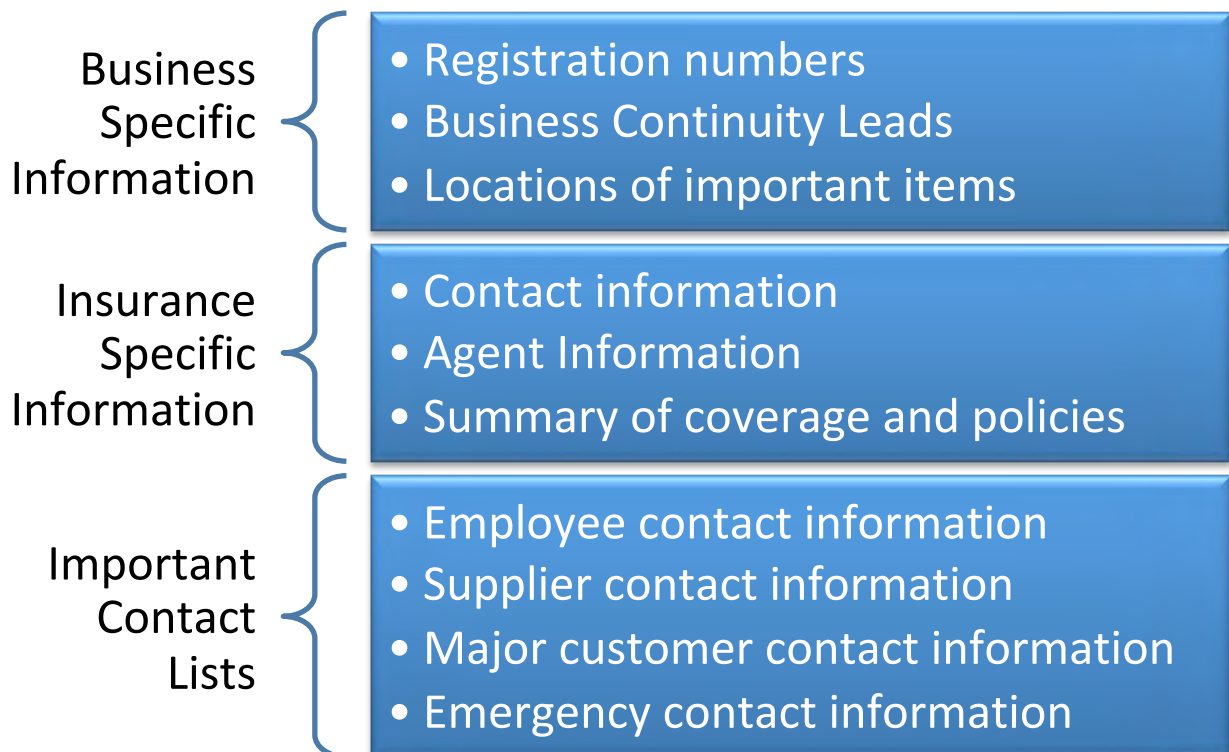 Business
Specific
Information
• Registration numbers
• Business Continuity Leads
• Locations of important items
Insurance
Specific
Information
• Contact information
• Agent Information
• Summary of coverage and policies
Important
Contact
Lists
• Employee contact information
• Supplier contact information
• Major customer contact information
• Emergency contact information